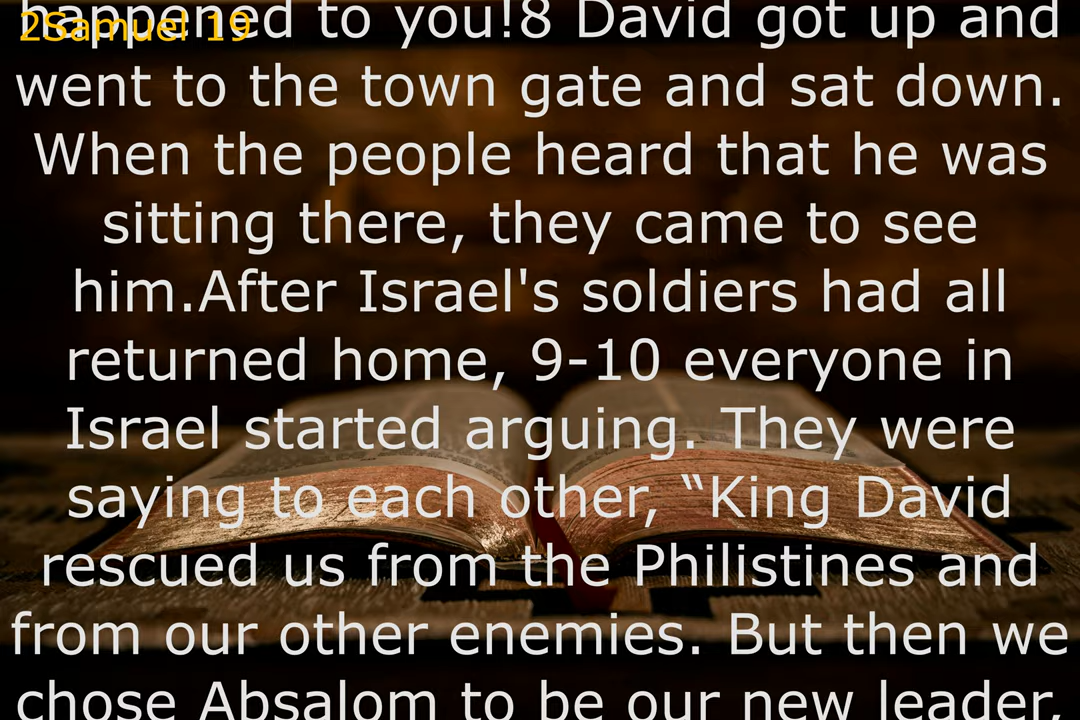 2Samuel 19
happened to you!8 David got up and
went to the town gate and sat down.
When the people heard that he was
sitting there, they came to see
him.After Israel's soldiers had all
returned home, 9-10 everyone in
Israel started arguing. They were
saying to each other, “King David
rescued us from the Philistines and
from our other enemies. But then we
chose Absalom to be our new leader,